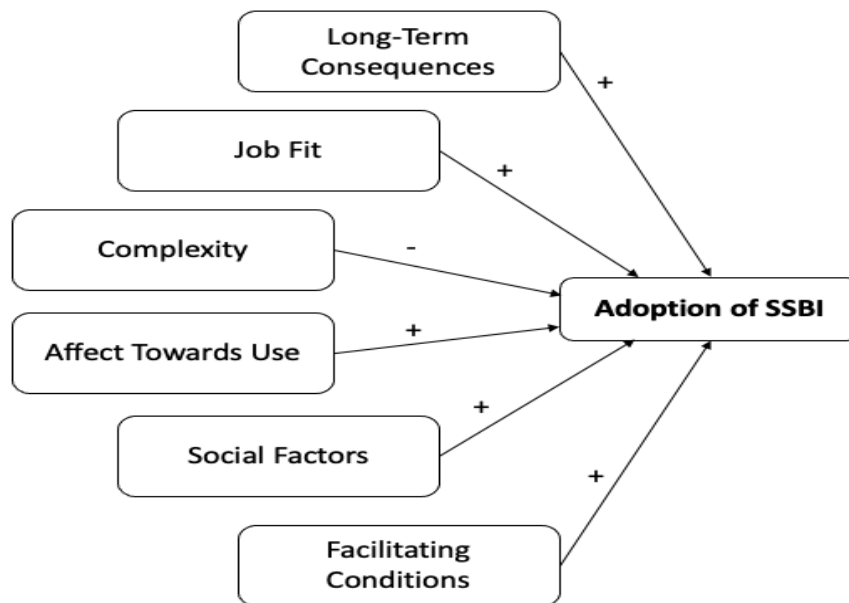 Long-Term
Consequences
+
Job Fit
+
Complexity
-
Adoption of SSBI
Affect Towards Use
+
Social Factors
+
+
Facilitating
Conditions